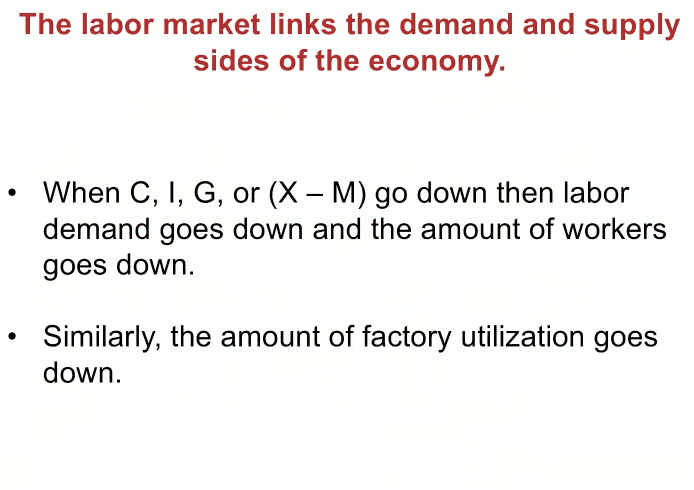 The labor market links the demand and supply
sides of the economy.
• When C, I, G, or (X – M) go down then labor
demand goes down and the amount of workers
goes down.
• Similarly, the amount of factory utilization goes
down.